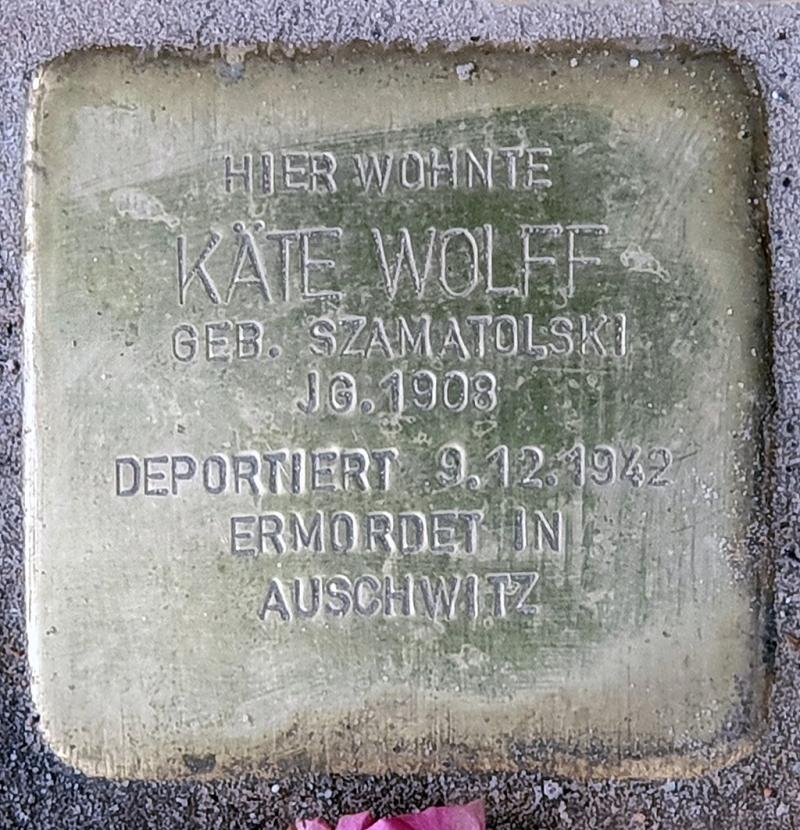 HIER WOHNTE
KÄTE WOLFF
GEB. SZAMATOLSKI
JG. 1908
DEPORTIERT 9.12.1942
ERMORDET IN
AUSCHWITZ